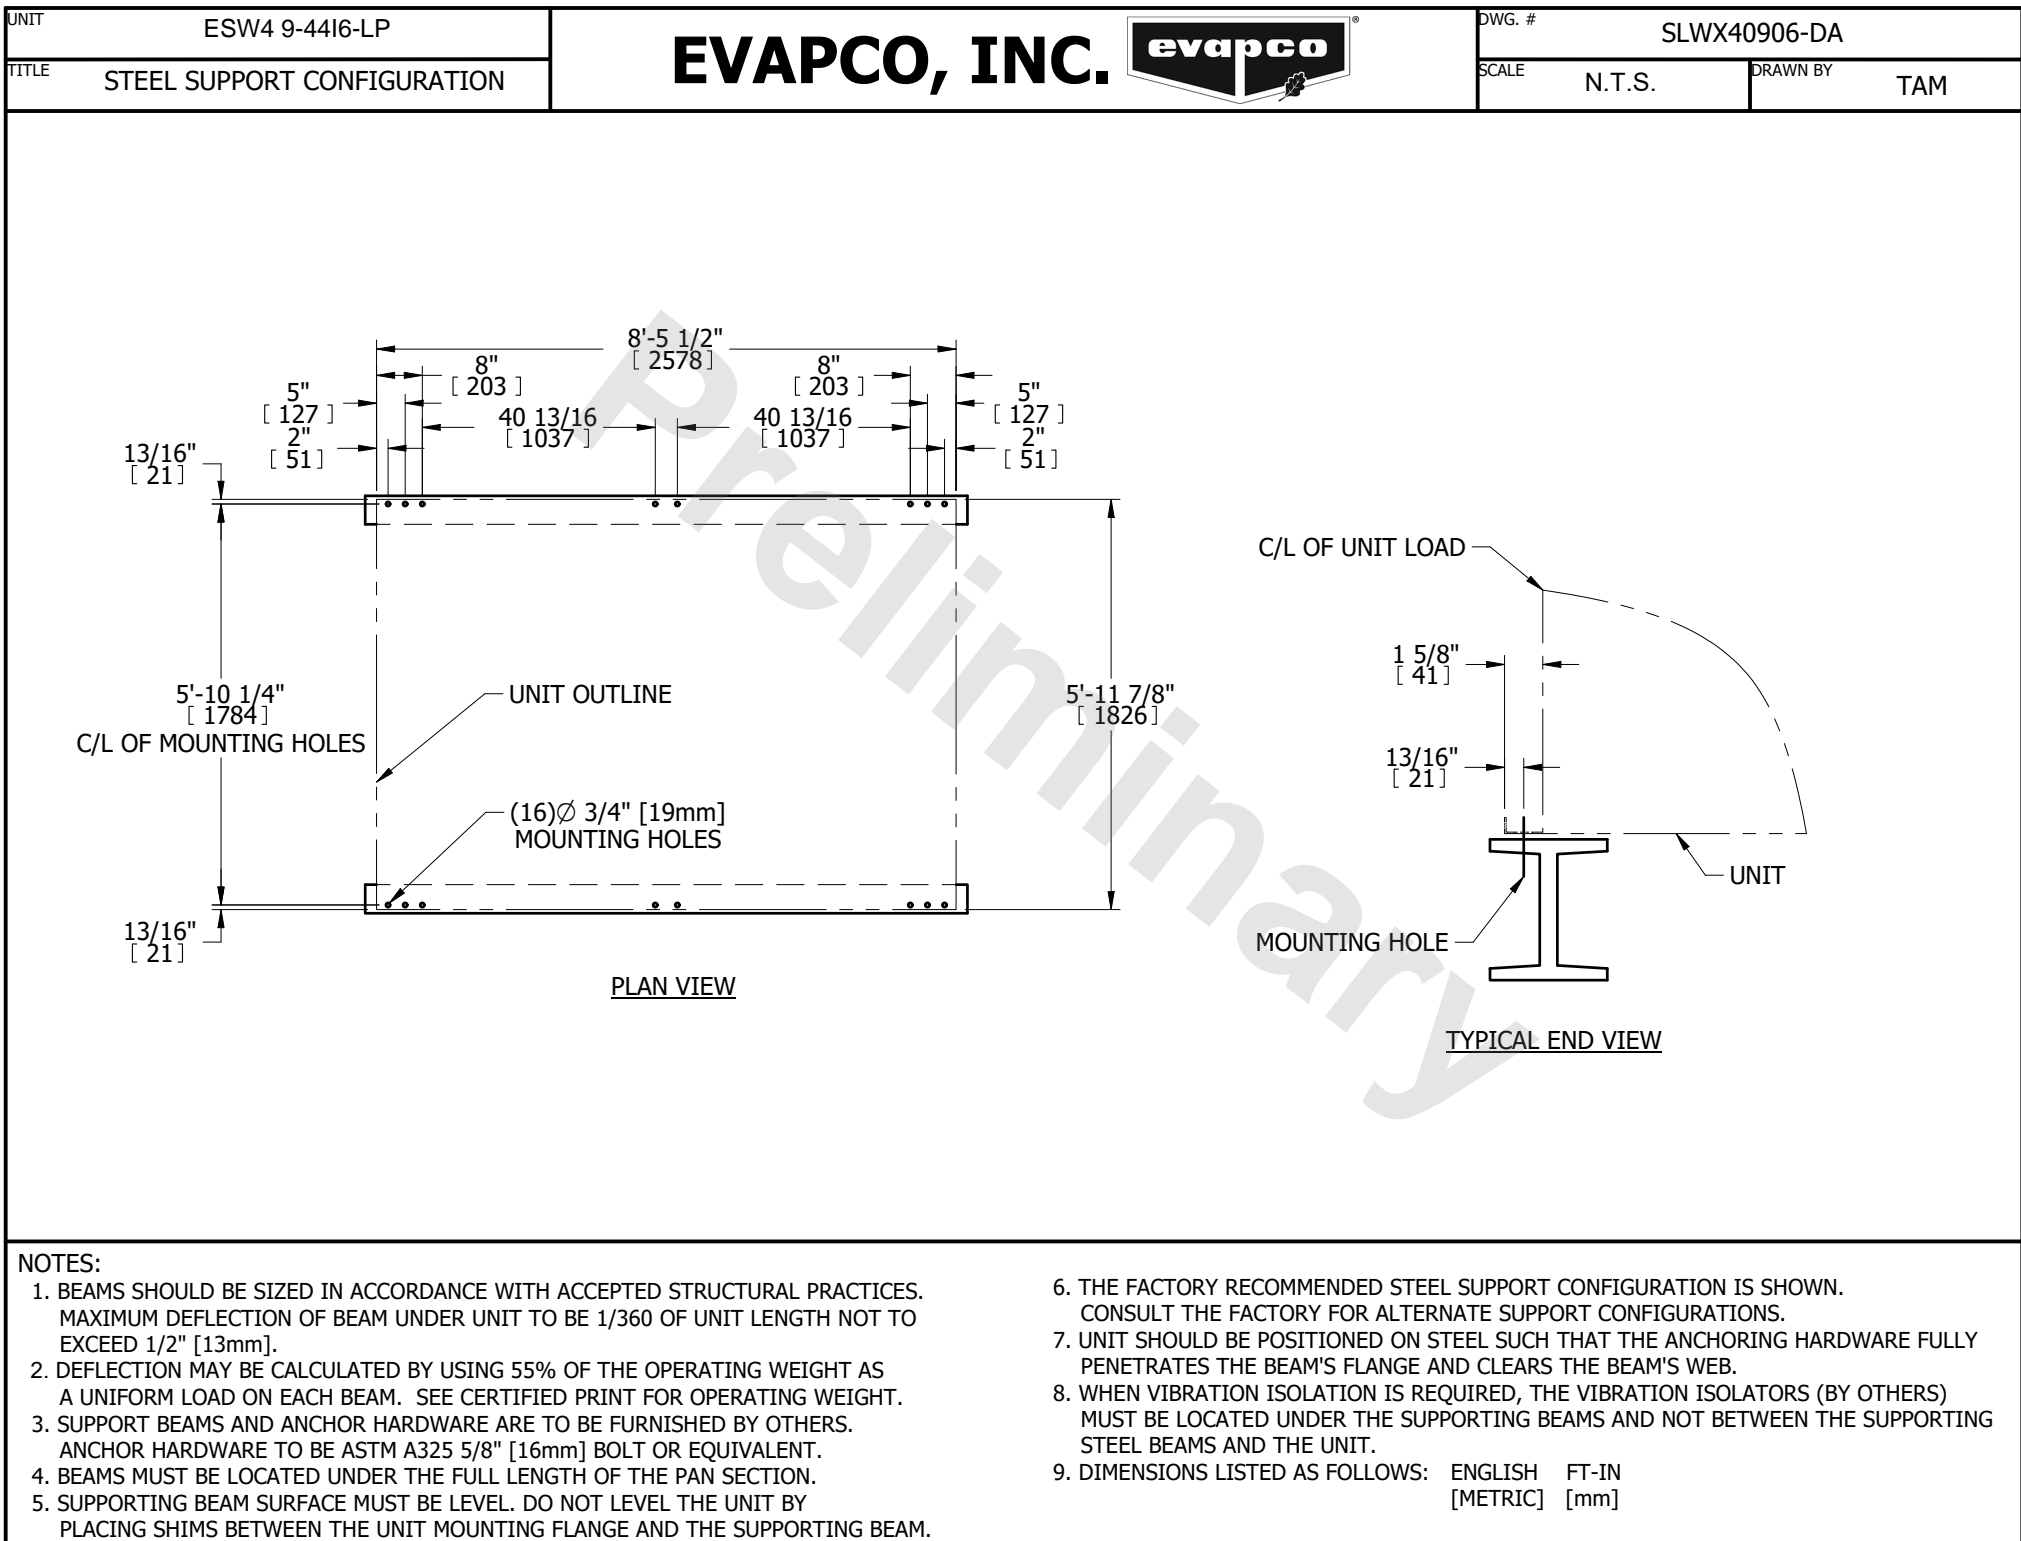 UNIT
ESW4 9-44I6-LP
TITLE
STEEL SUPPORT CONFIGURATION
EVAPCO, INC.
evapco
®
DWG. #
SLWX40906-DA
SCALE
N.T.S.
DRAWN BY
TAM
8'-5 1/2"
[ 2578 ]
8"
[ 203 ]
8"
[ 203 ]
5"
[ 127 ]
5"
[ 127 ]
40 13/16
[ 1037 ]
40 13/16
[ 1037 ]
2"
[ 51 ]
2"
[ 51 ]
13/16"
[ 21 ]
5'-10 1/4"
[ 1784 ]
C/L OF MOUNTING HOLES
UNIT OUTLINE
(16)Ø 3/4" [19mm]
MOUNTING HOLES
5'-11 7/8"
[ 1826 ]
13/16"
[ 21 ]
PLAN VIEW
C/L OF UNIT LOAD
1 5/8"
[ 41 ]
13/16"
[ 21 ]
UNIT
MOUNTING HOLE
TYPICAL END VIEW
Preliminary
NOTES:
1. BEAMS SHOULD BE SIZED IN ACCORDANCE WITH ACCEPTED STRUCTURAL PRACTICES.
MAXIMUM DEFLECTION OF BEAM UNDER UNIT TO BE 1/360 OF UNIT LENGTH NOT TO
EXCEED 1/2" [13mm].
2. DEFLECTION MAY BE CALCULATED BY USING 55% OF THE OPERATING WEIGHT AS
A UNIFORM LOAD ON EACH BEAM. SEE CERTIFIED PRINT FOR OPERATING WEIGHT.
3. SUPPORT BEAMS AND ANCHOR HARDWARE ARE TO BE FURNISHED BY OTHERS.
ANCHOR HARDWARE TO BE ASTM A325 5/8" [16mm] BOLT OR EQUIVALENT.
4. BEAMS MUST BE LOCATED UNDER THE FULL LENGTH OF THE PAN SECTION.
5. SUPPORTING BEAM SURFACE MUST BE LEVEL. DO NOT LEVEL THE UNIT BY
PLACING SHIMS BETWEEN THE UNIT MOUNTING FLANGE AND THE SUPPORTING BEAM.
6. THE FACTORY RECOMMENDED STEEL SUPPORT CONFIGURATION IS SHOWN.
CONSULT THE FACTORY FOR ALTERNATE SUPPORT CONFIGURATIONS.
7. UNIT SHOULD BE POSITIONED ON STEEL SUCH THAT THE ANCHORING HARDWARE FULLY
PENETRATES THE BEAM'S FLANGE AND CLEARS THE BEAM'S WEB.
8. WHEN VIBRATION ISOLATION IS REQUIRED, THE VIBRATION ISOLATORS (BY OTHERS)
MUST BE LOCATED UNDER THE SUPPORTING BEAMS AND NOT BETWEEN THE SUPPORTING
STEEL BEAMS AND THE UNIT.
9. DIMENSIONS LISTED AS FOLLOWS: ENGLISH FT-IN
[METRIC] [mm]